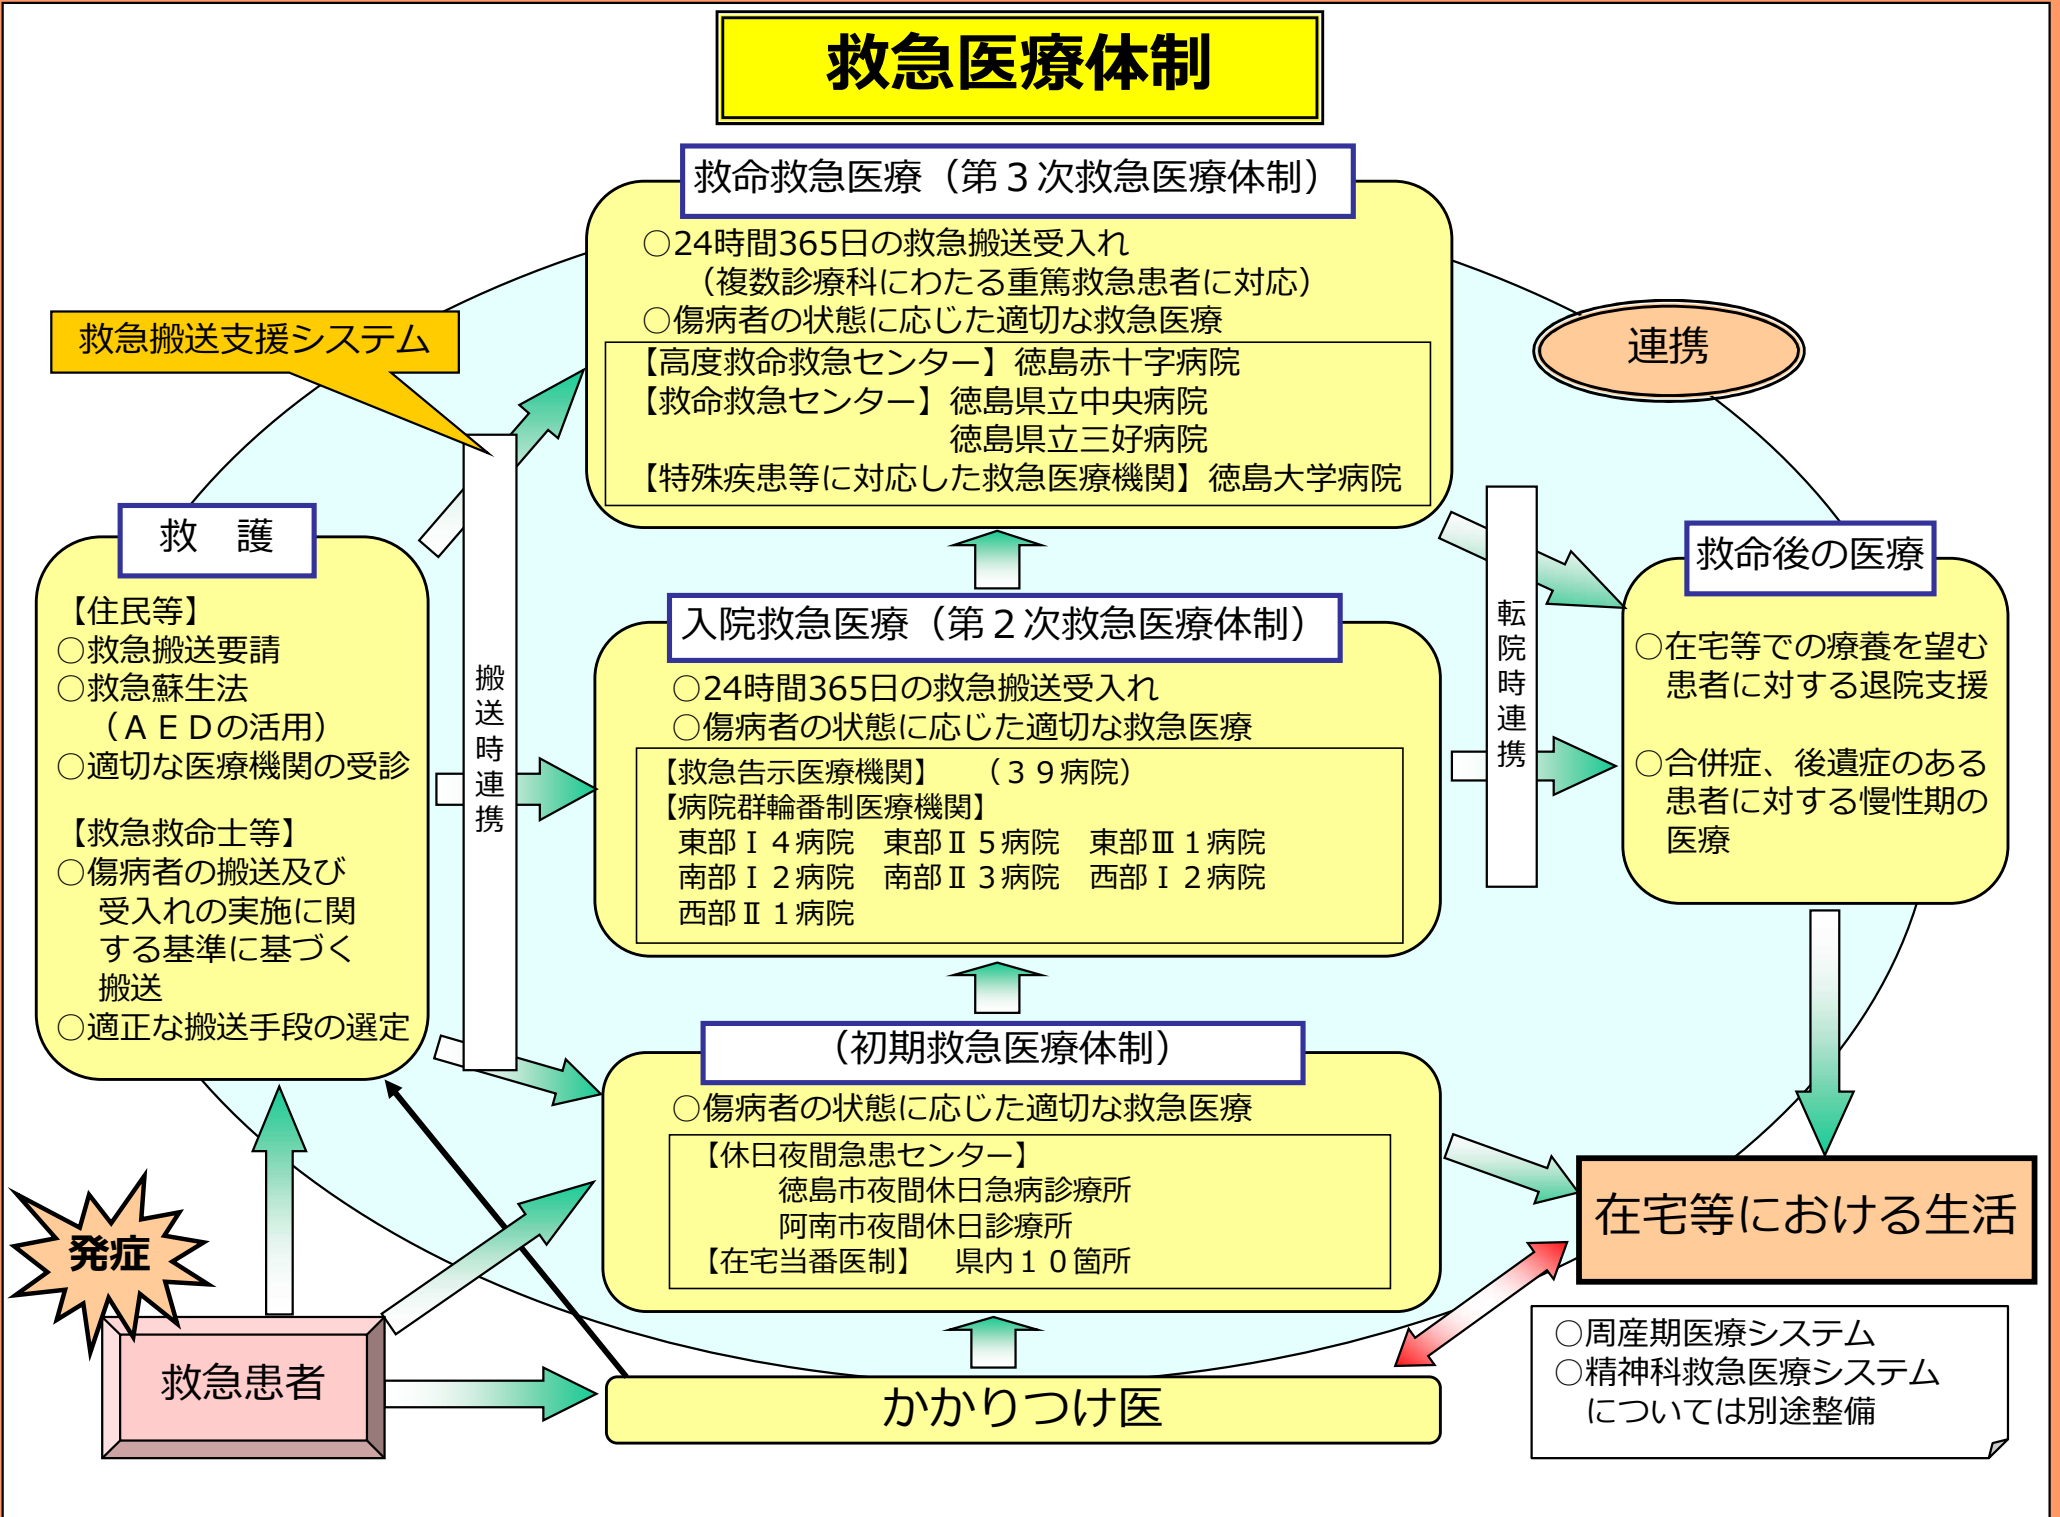 救急医療体制
救命救急医療（第３次救急医療体制）
○24時間365日の救急搬送受入れ
（複数診療科にわたる重篤救急患者に対応）
○傷病者の状態に応じた適切な救急医療
【高度救命救急センター】徳島赤十字病院
【救命救急センター】徳島県立中央病院
徳島県立三好病院
【特殊疾患等に対応した救急医療機関】徳島大学病院
救急搬送支援システム
連携
救　護
【住民等】
○救急搬送要請
○救急蘇生法
（ＡＥＤの活用）
○適切な医療機関の受診
【救急救命士等】
○傷病者の搬送及び
受入れの実施に関
する基準に基づく
搬送
○適正な搬送手段の選定
搬送時連携
入院救急医療（第２次救急医療体制）
○24時間365日の救急搬送受入れ
○傷病者の状態に応じた適切な救急医療
【救急告示医療機関】　（３９病院）
【病院群輪番制医療機関】
東部Ⅰ４病院　東部Ⅱ５病院　東部Ⅲ１病院
南部Ⅰ２病院　南部Ⅱ３病院　西部Ⅰ２病院
西部Ⅱ１病院
転院時連携
救命後の医療
○在宅等での療養を望む
患者に対する退院支援
○合併症、後遺症のある
患者に対する慢性期の
医療
（初期救急医療体制）
○傷病者の状態に応じた適切な救急医療
【休日夜間急患センター】
徳島市夜間休日急病診療所
阿南市夜間休日診療所
【在宅当番医制】　県内１０箇所
在宅等における生活
発症
救急患者
かかりつけ医
○周産期医療システム
○精神科救急医療システム
については別途整備